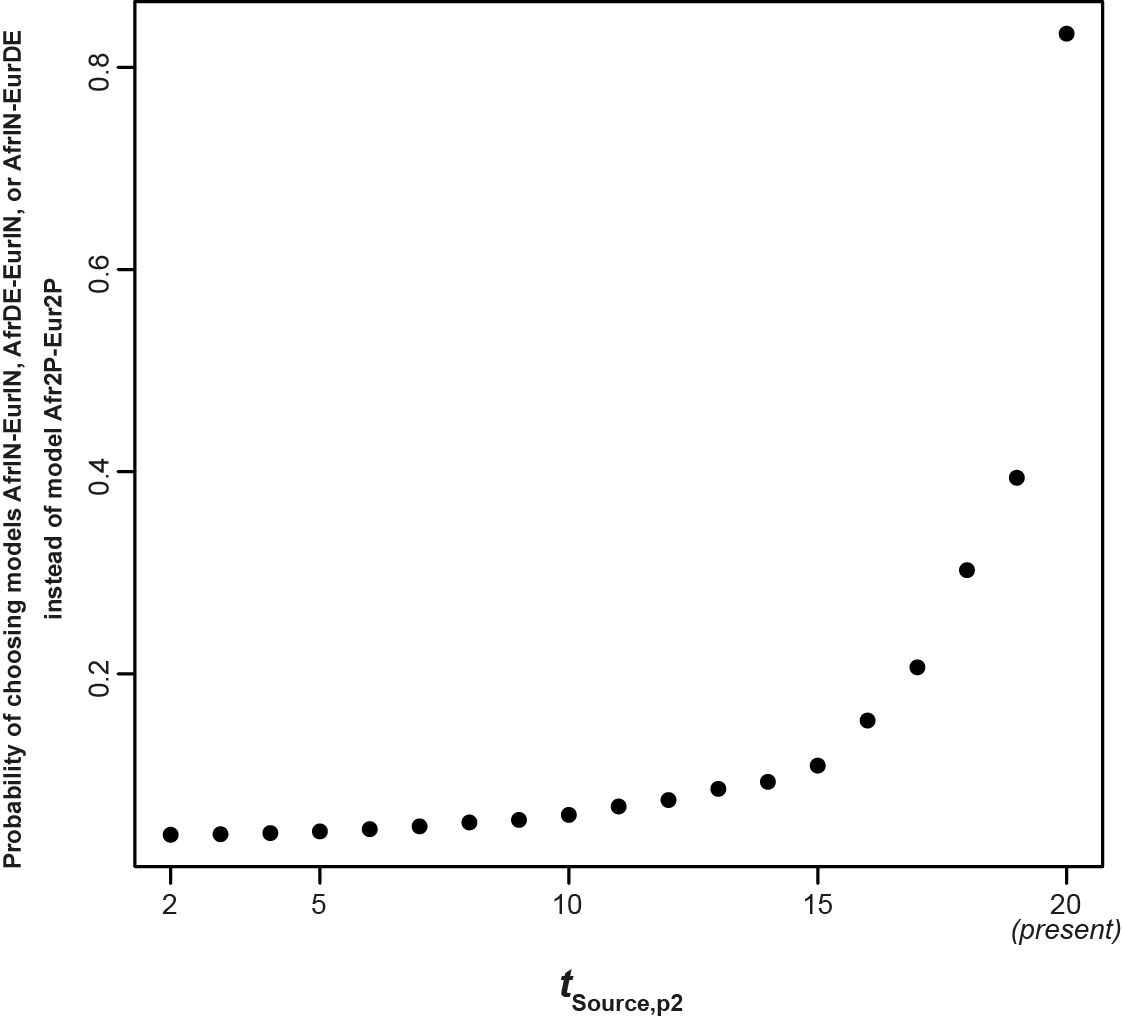 Probability of choosing models AfrIN-EurIN, AfrDE-EurIN, or AfrIN-EurDE
instead of model Afr2P-Eur2P
0.8
0.6
0.4
0.2
2 5 10 15 20
(present)
tSource,p2